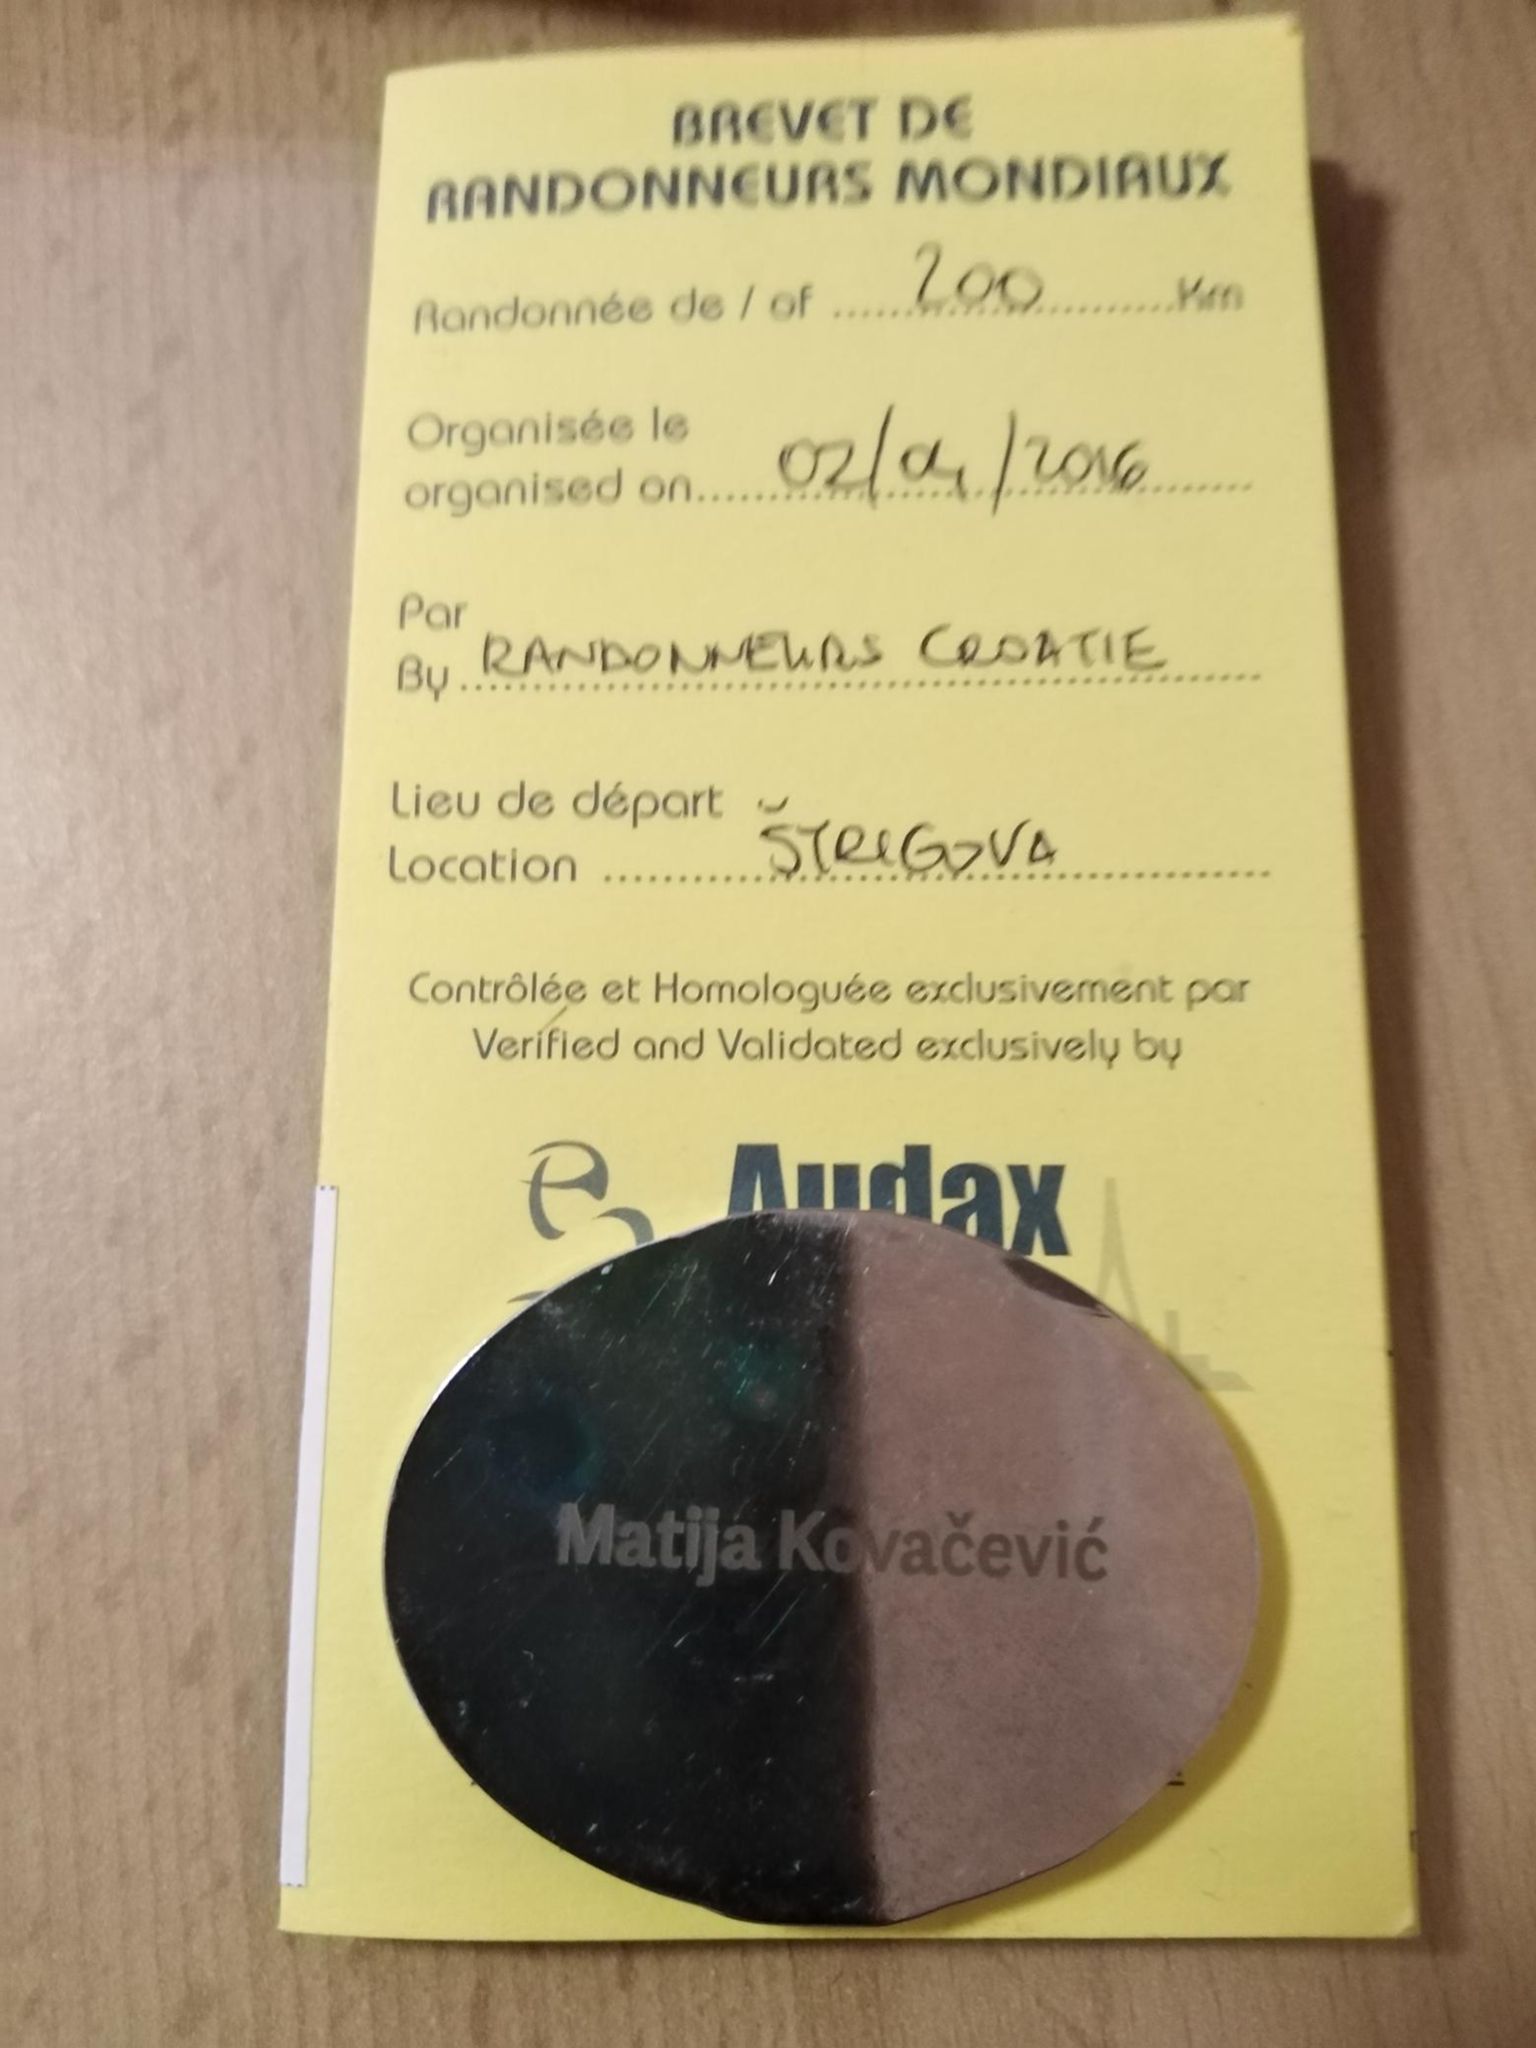 BREVET DE
RANDONNEURS MONDIAUX
Randonnée de / of ..... 200 ..... Km
Organisée le
organised on..... 02/04/2016 .....
Par
By RANDONNEURS CROATIE
Lieu de départ
Location ..... ŠTRIGOVA .....
Contrôlée et Homologuée exclusivement par
Verified and Validated exclusively by
Audax
Matija Kovačević